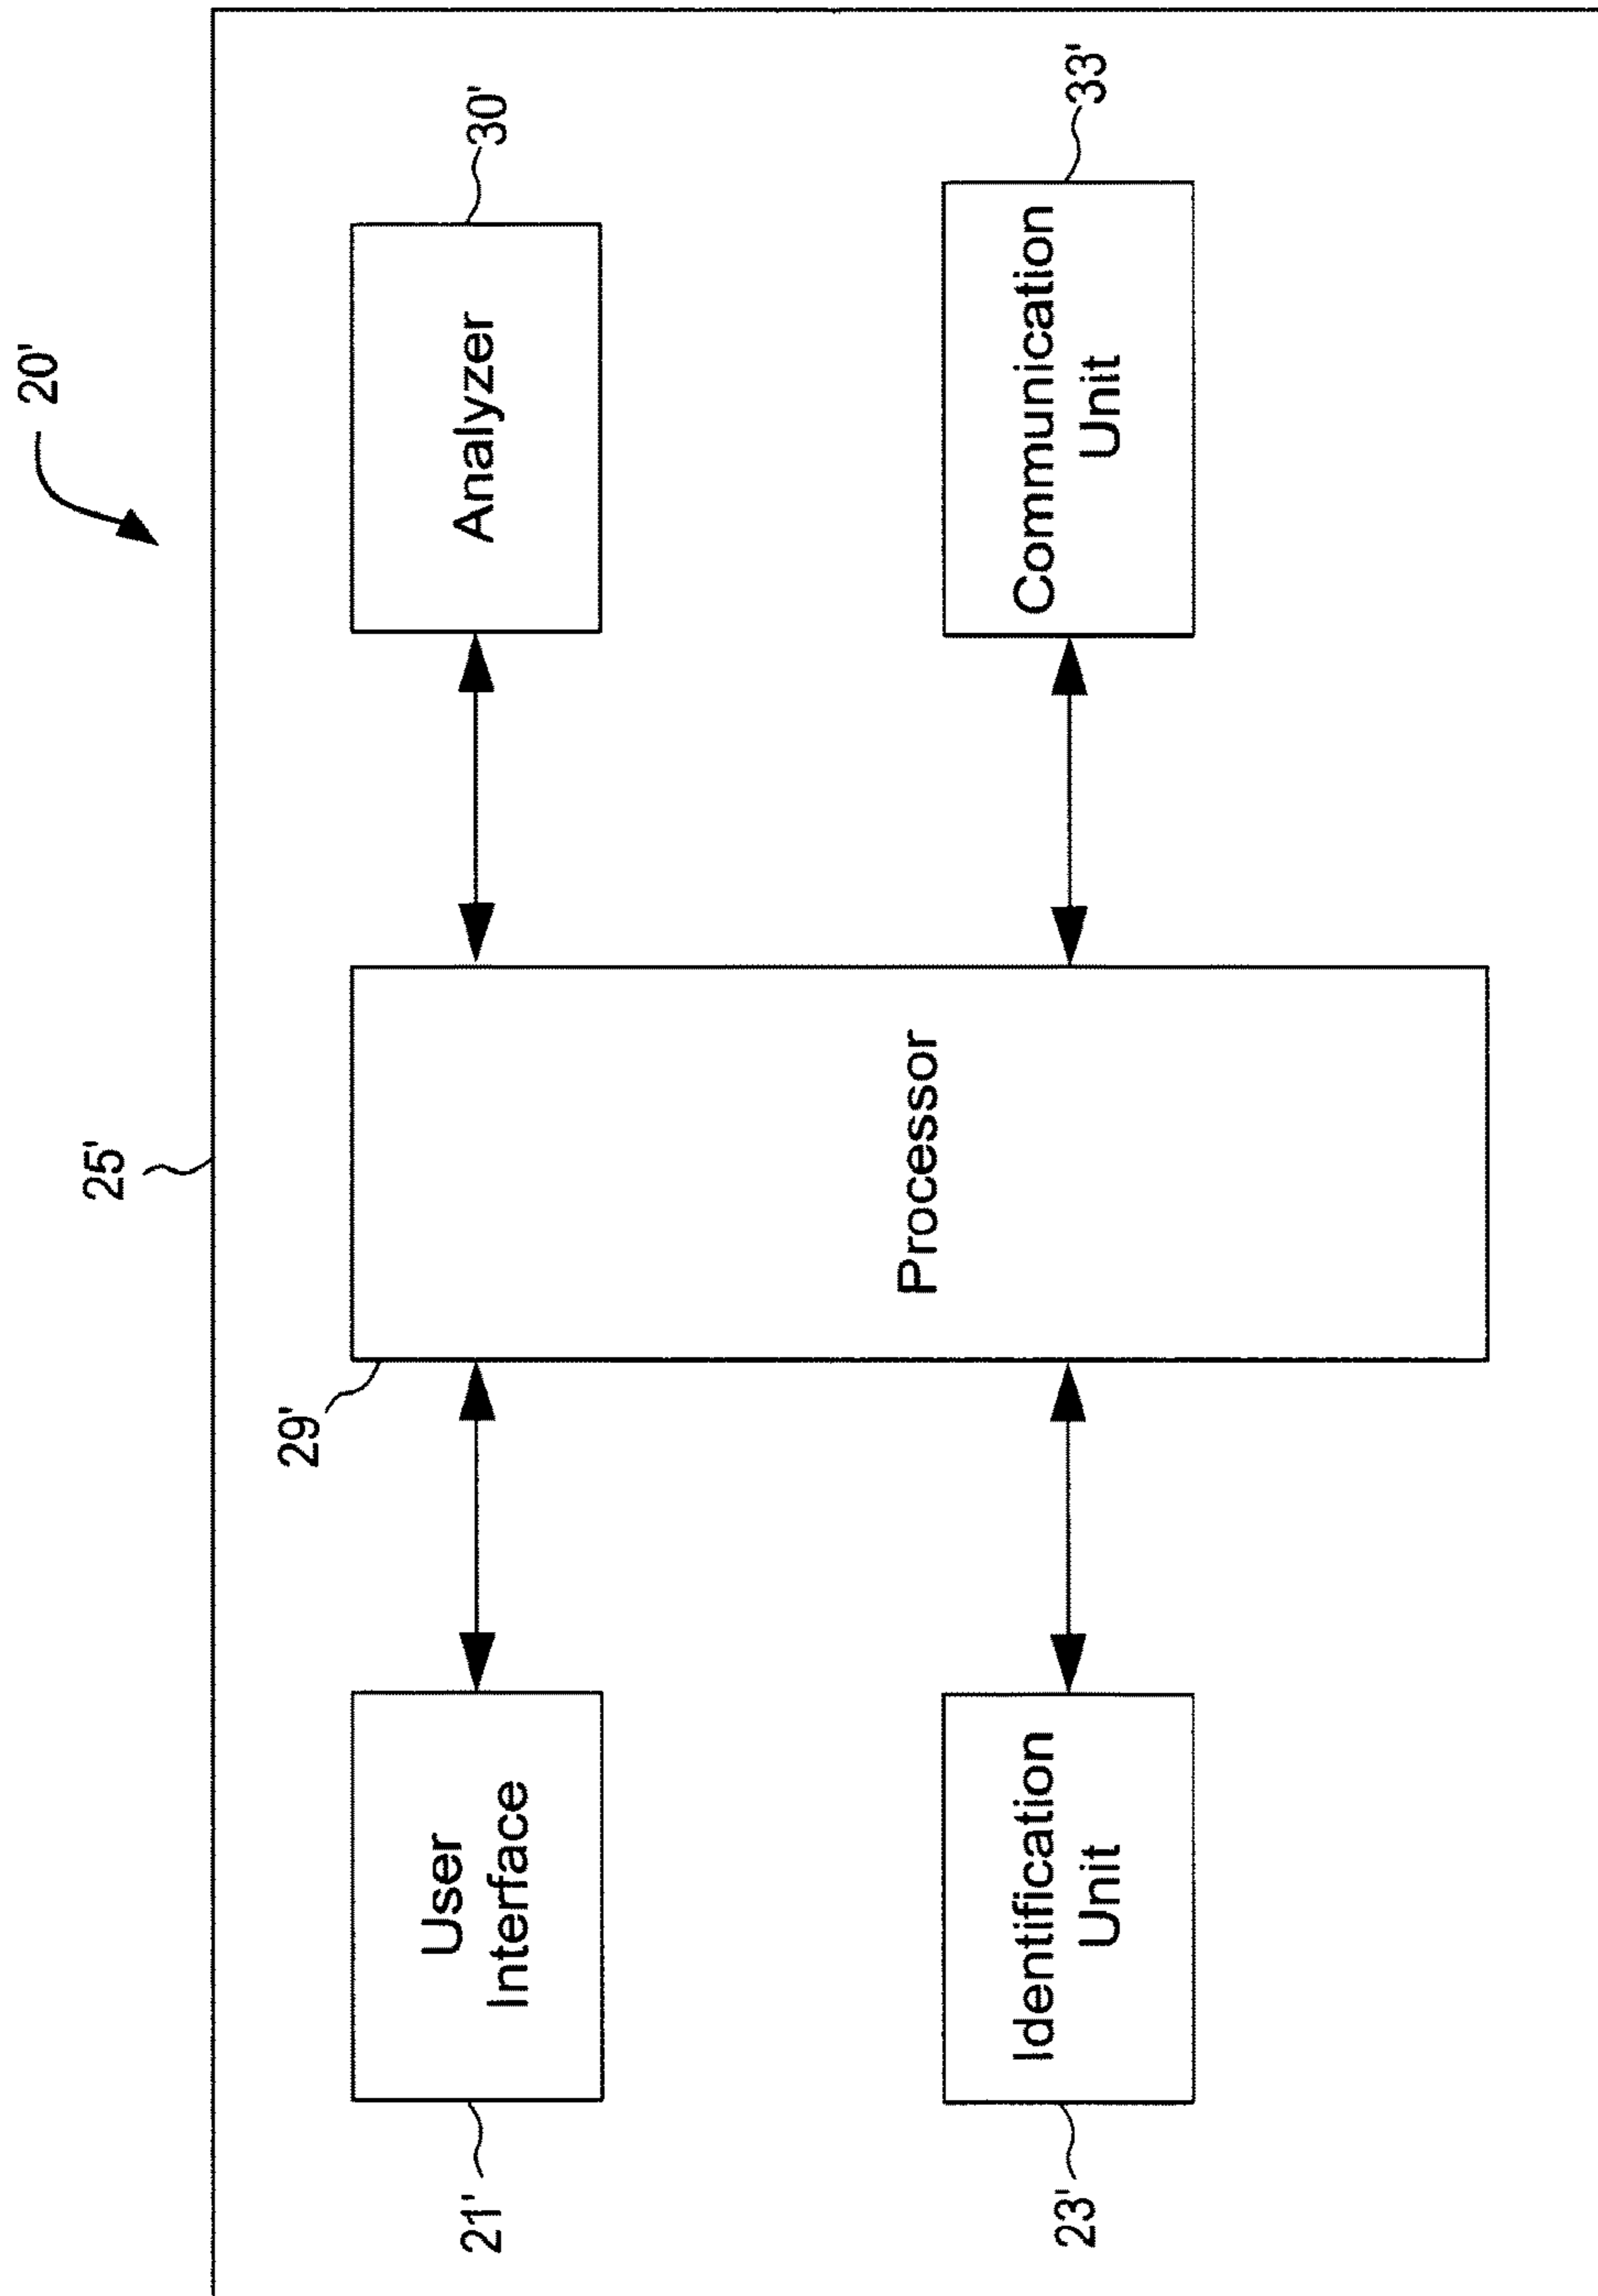 20'
25'
29'
21'
User
Interface
30'
Analyzer
Processor
23'
Identification
Unit
33'
Communication
Unit